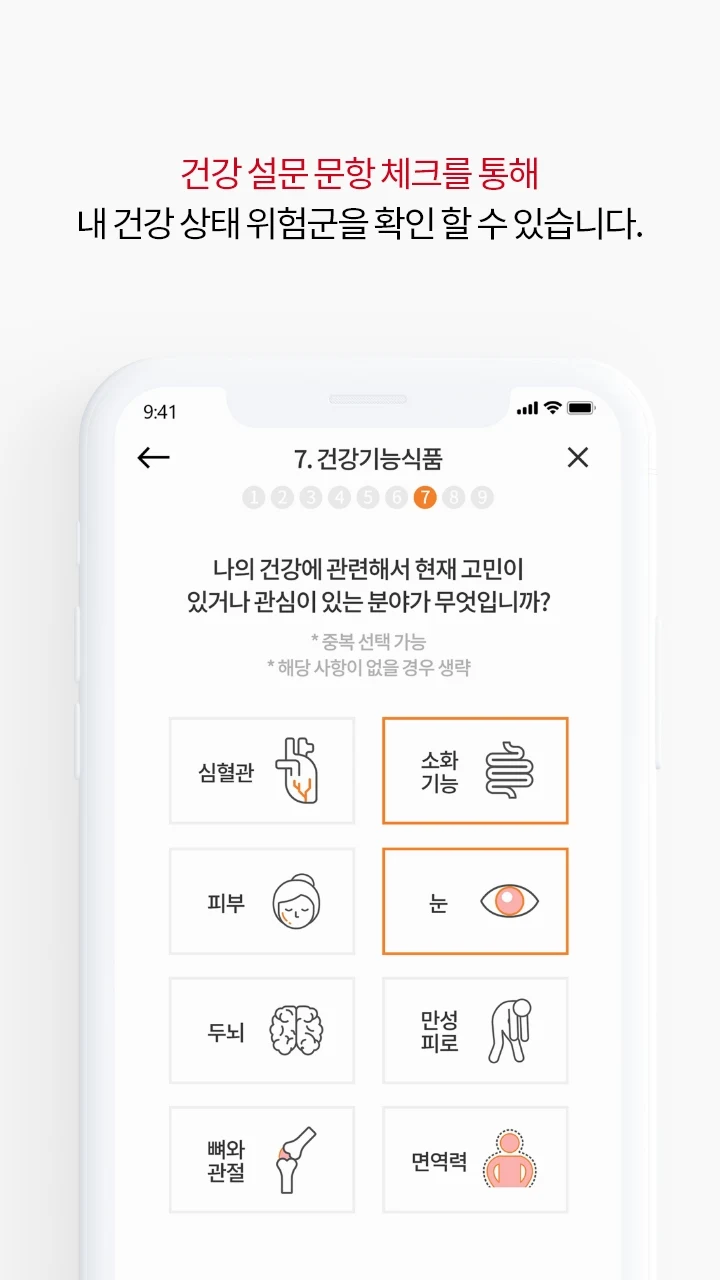 건강 설문 문항 체크를 통해
내 건강 상태 위험군을 확인 할 수 있습니다.
9:41
7. 건강기능식품
1 2 3 4 5 6 7 8 9
나의 건강에 관련해서 현재 고민이
있거나 관심이 있는 분야가 무엇입니까?
* 중복 선택 가능
* 해당 사항이 없을 경우 생략
심혈관
소화
기능
피부
눈
두뇌
만성
피로
뼈와
관절
면역력